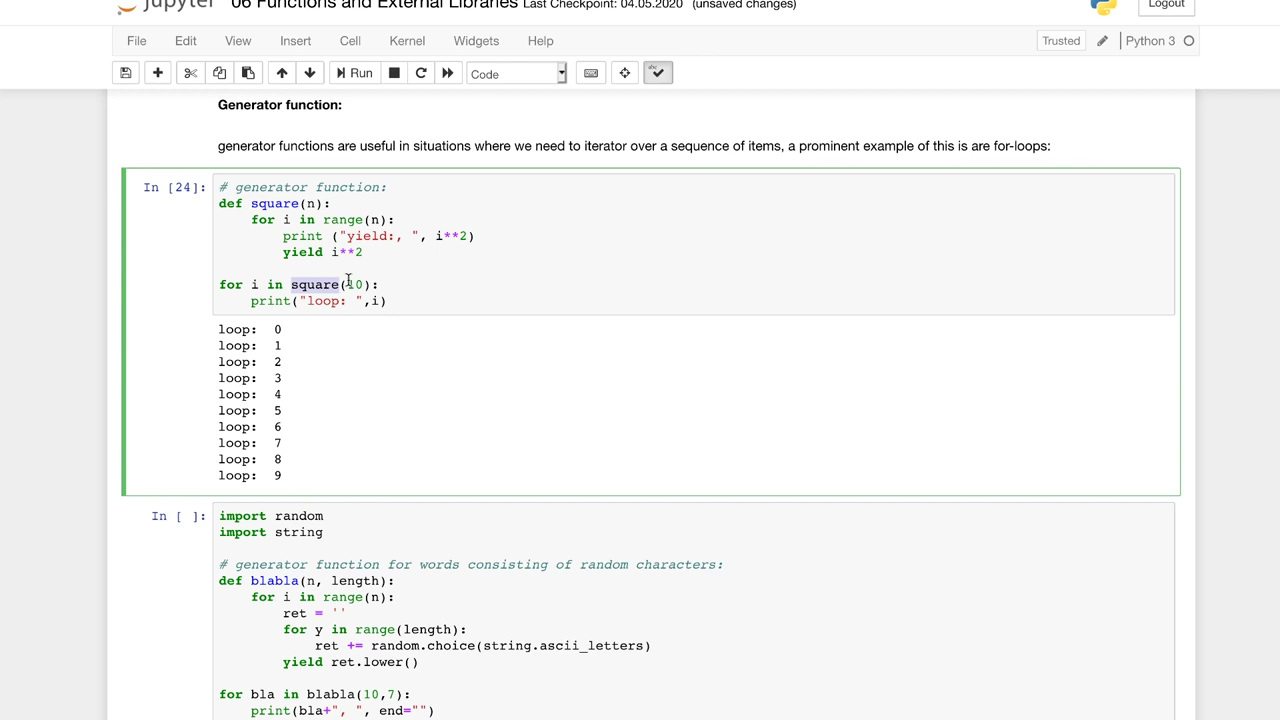 jupyter 06 Functions and External Libraries Last Checkpoint: 04.05.2020 (unsaved changes) Logout
File Edit View Insert Cell Kernel Widgets Help Trusted Python 3
Run Code
Generator function:
generator functions are useful in situations where we need to iterator over a sequence of items, a prominent example of this is are for-loops:
In [24]: # generator function:
def square(n):
    for i in range(n):
        print ("yield:, ", i**2)
        yield i**2
for i in square(10):
    print("loop: ",i)
loop:  0
loop:  1
loop:  2
loop:  3
loop:  4
loop:  5
loop:  6
loop:  7
loop:  8
loop:  9
In [ ]: import random
import string
# generator function for words consisting of random characters:
def blabla(n, length):
    for i in range(n):
        ret = ''
        for y in range(length):
            ret += random.choice(string.ascii_letters)
        yield ret.lower()
for bla in blabla(10,7):
    print(bla+", ", end="")